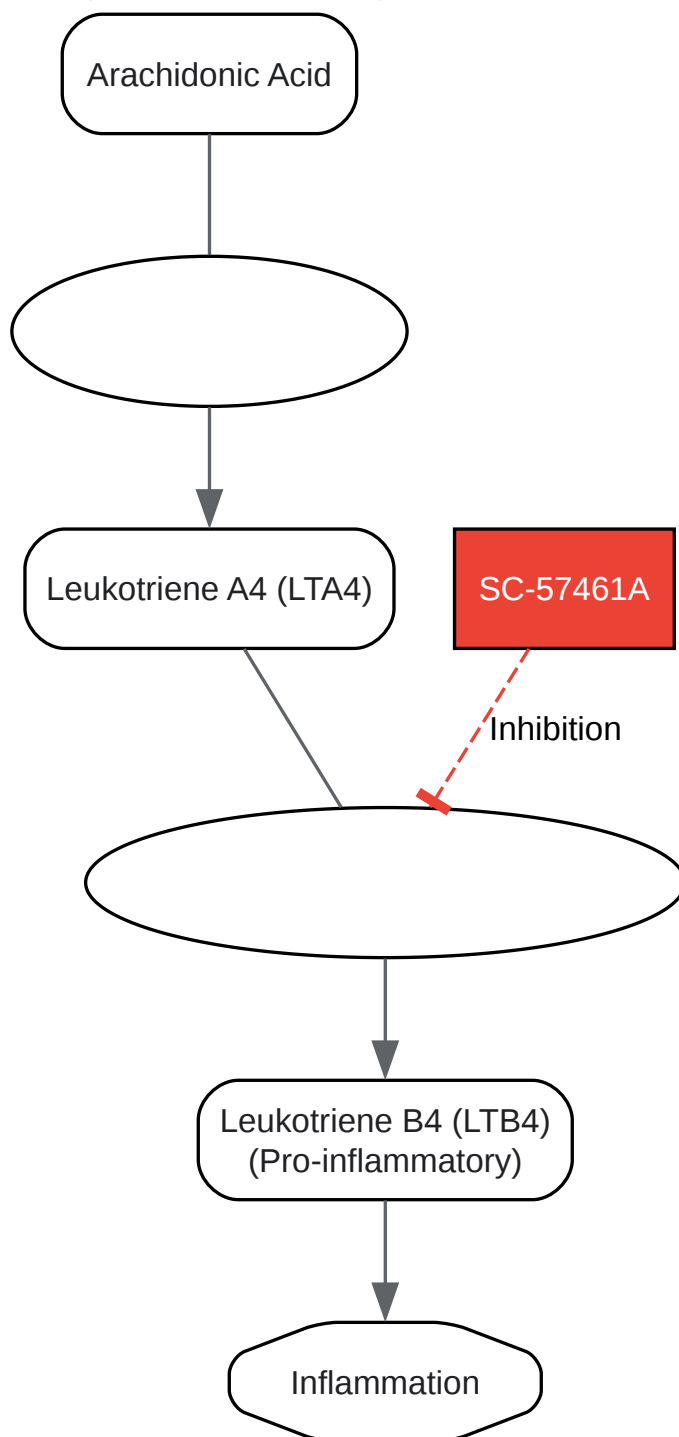 Arachidonic Acid
Leukotriene A4 (LTA4)
SC-57461A
Inhibition
Leukotriene B4 (LTB4)
(Pro-inflammatory)
Inflammation